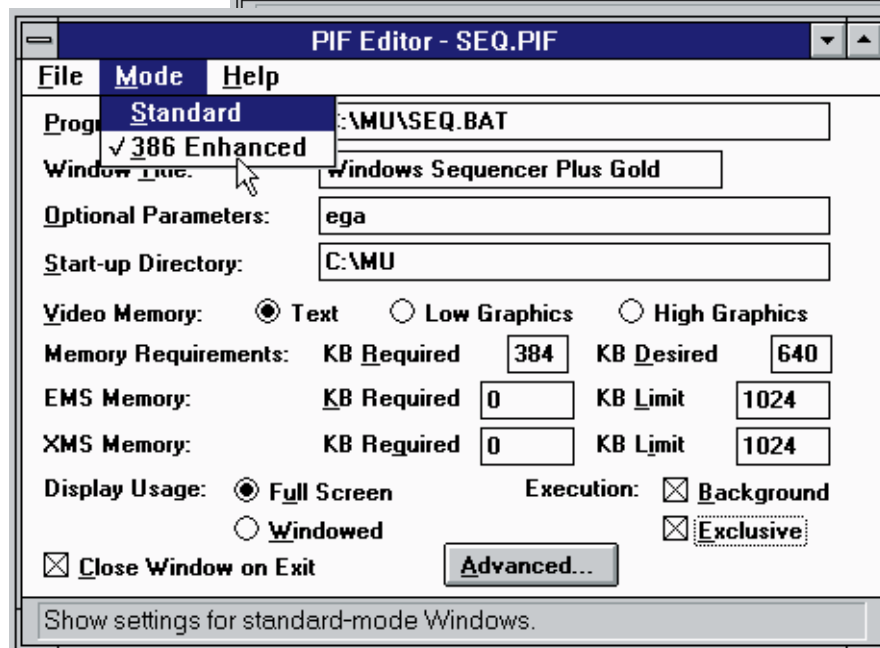 PIF Editor - SEQ.PIF
File Mode Help
Standard
✓ 386 Enhanced
:\MU\SEQ.BAT
Window Title: Windows Sequencer Plus Gold
Optional Parameters: ega
Start-up Directory: C:\MU
Video Memory: Text Low Graphics High Graphics
Memory Requirements: KB Required 384 KB Desired 640
EMS Memory: KB Required 0 KB Limit 1024
XMS Memory: KB Required 0 KB Limit 1024
Display Usage: Full Screen Execution: Background
Windowed Exclusive
Close Window on Exit Advanced...
Show settings for standard-mode Windows.